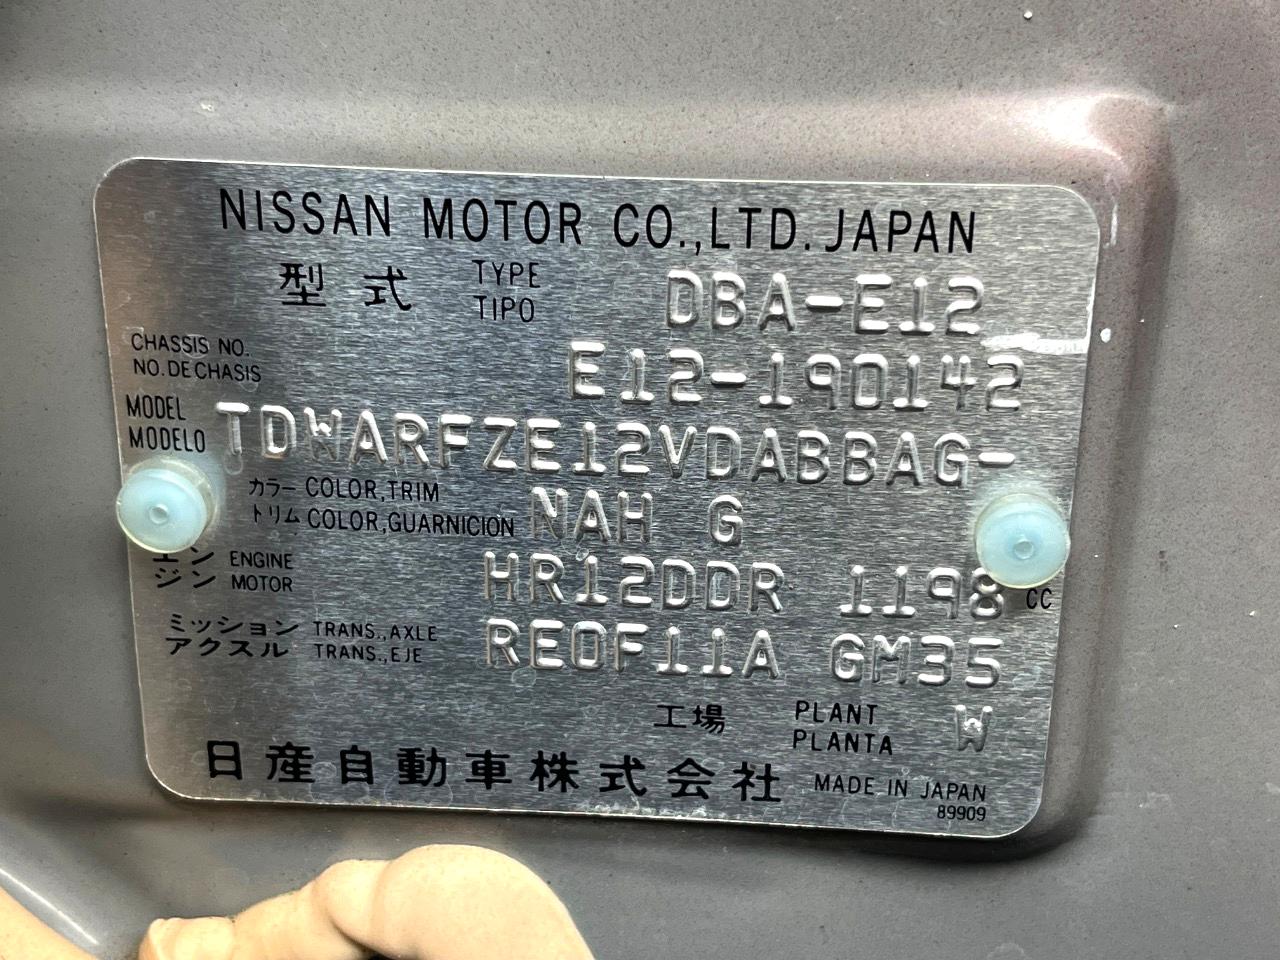 NISSAN MOTOR CO.,LTD. JAPAN
型式 TYPE DBA-E12
TIPO
CHASSIS NO. E12-190142
NO. DE CHASIS
MODEL TDWARFZE12VDABBAG-
MODELO
カラー COLOR,TRIM NAH G
トリム COLOR,GUARNICION
エン ENGINE HR12DDR 1198 CC
ジン MOTOR
ミッション TRANS.,AXLE RE0F11A GM35
アクスル TRANS.,EJE
工場 PLANT W
PLANTA
日産自動車株式会社 MADE IN JAPAN
89909